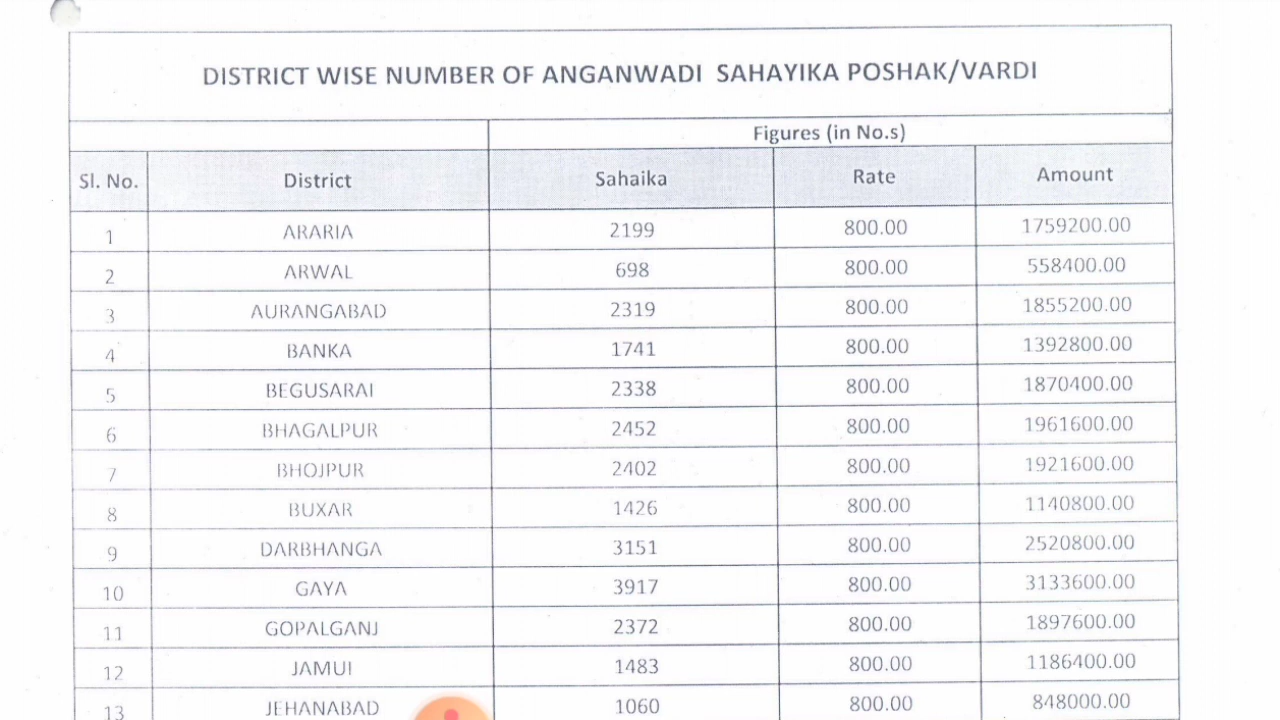 DISTRICT WISE NUMBER OF ANGANWADI SAHAYIKA POSHAK/VARDI
Figures (in No.s)
Sl. No. District Sahaika Rate Amount
1 ARARIA 2199 800.00 1759200.00
2 ARWAL 698 800.00 558400.00
3 AURANGABAD 2319 800.00 1855200.00
4 BANKA 1741 800.00 1392800.00
5 BEGUSARAI 2338 800.00 1870400.00
6 BHAGALPUR 2452 800.00 1961600.00
7 BHOJPUR 2402 800.00 1921600.00
8 BUXAR 1426 800.00 1140800.00
9 DARBHANGA 3151 800.00 2520800.00
10 GAYA 3917 800.00 3133600.00
11 GOPALGANJ 2372 800.00 1897600.00
12 JAMUI 1483 800.00 1186400.00
13 JEHANABAD 1060 800.00 848000.00